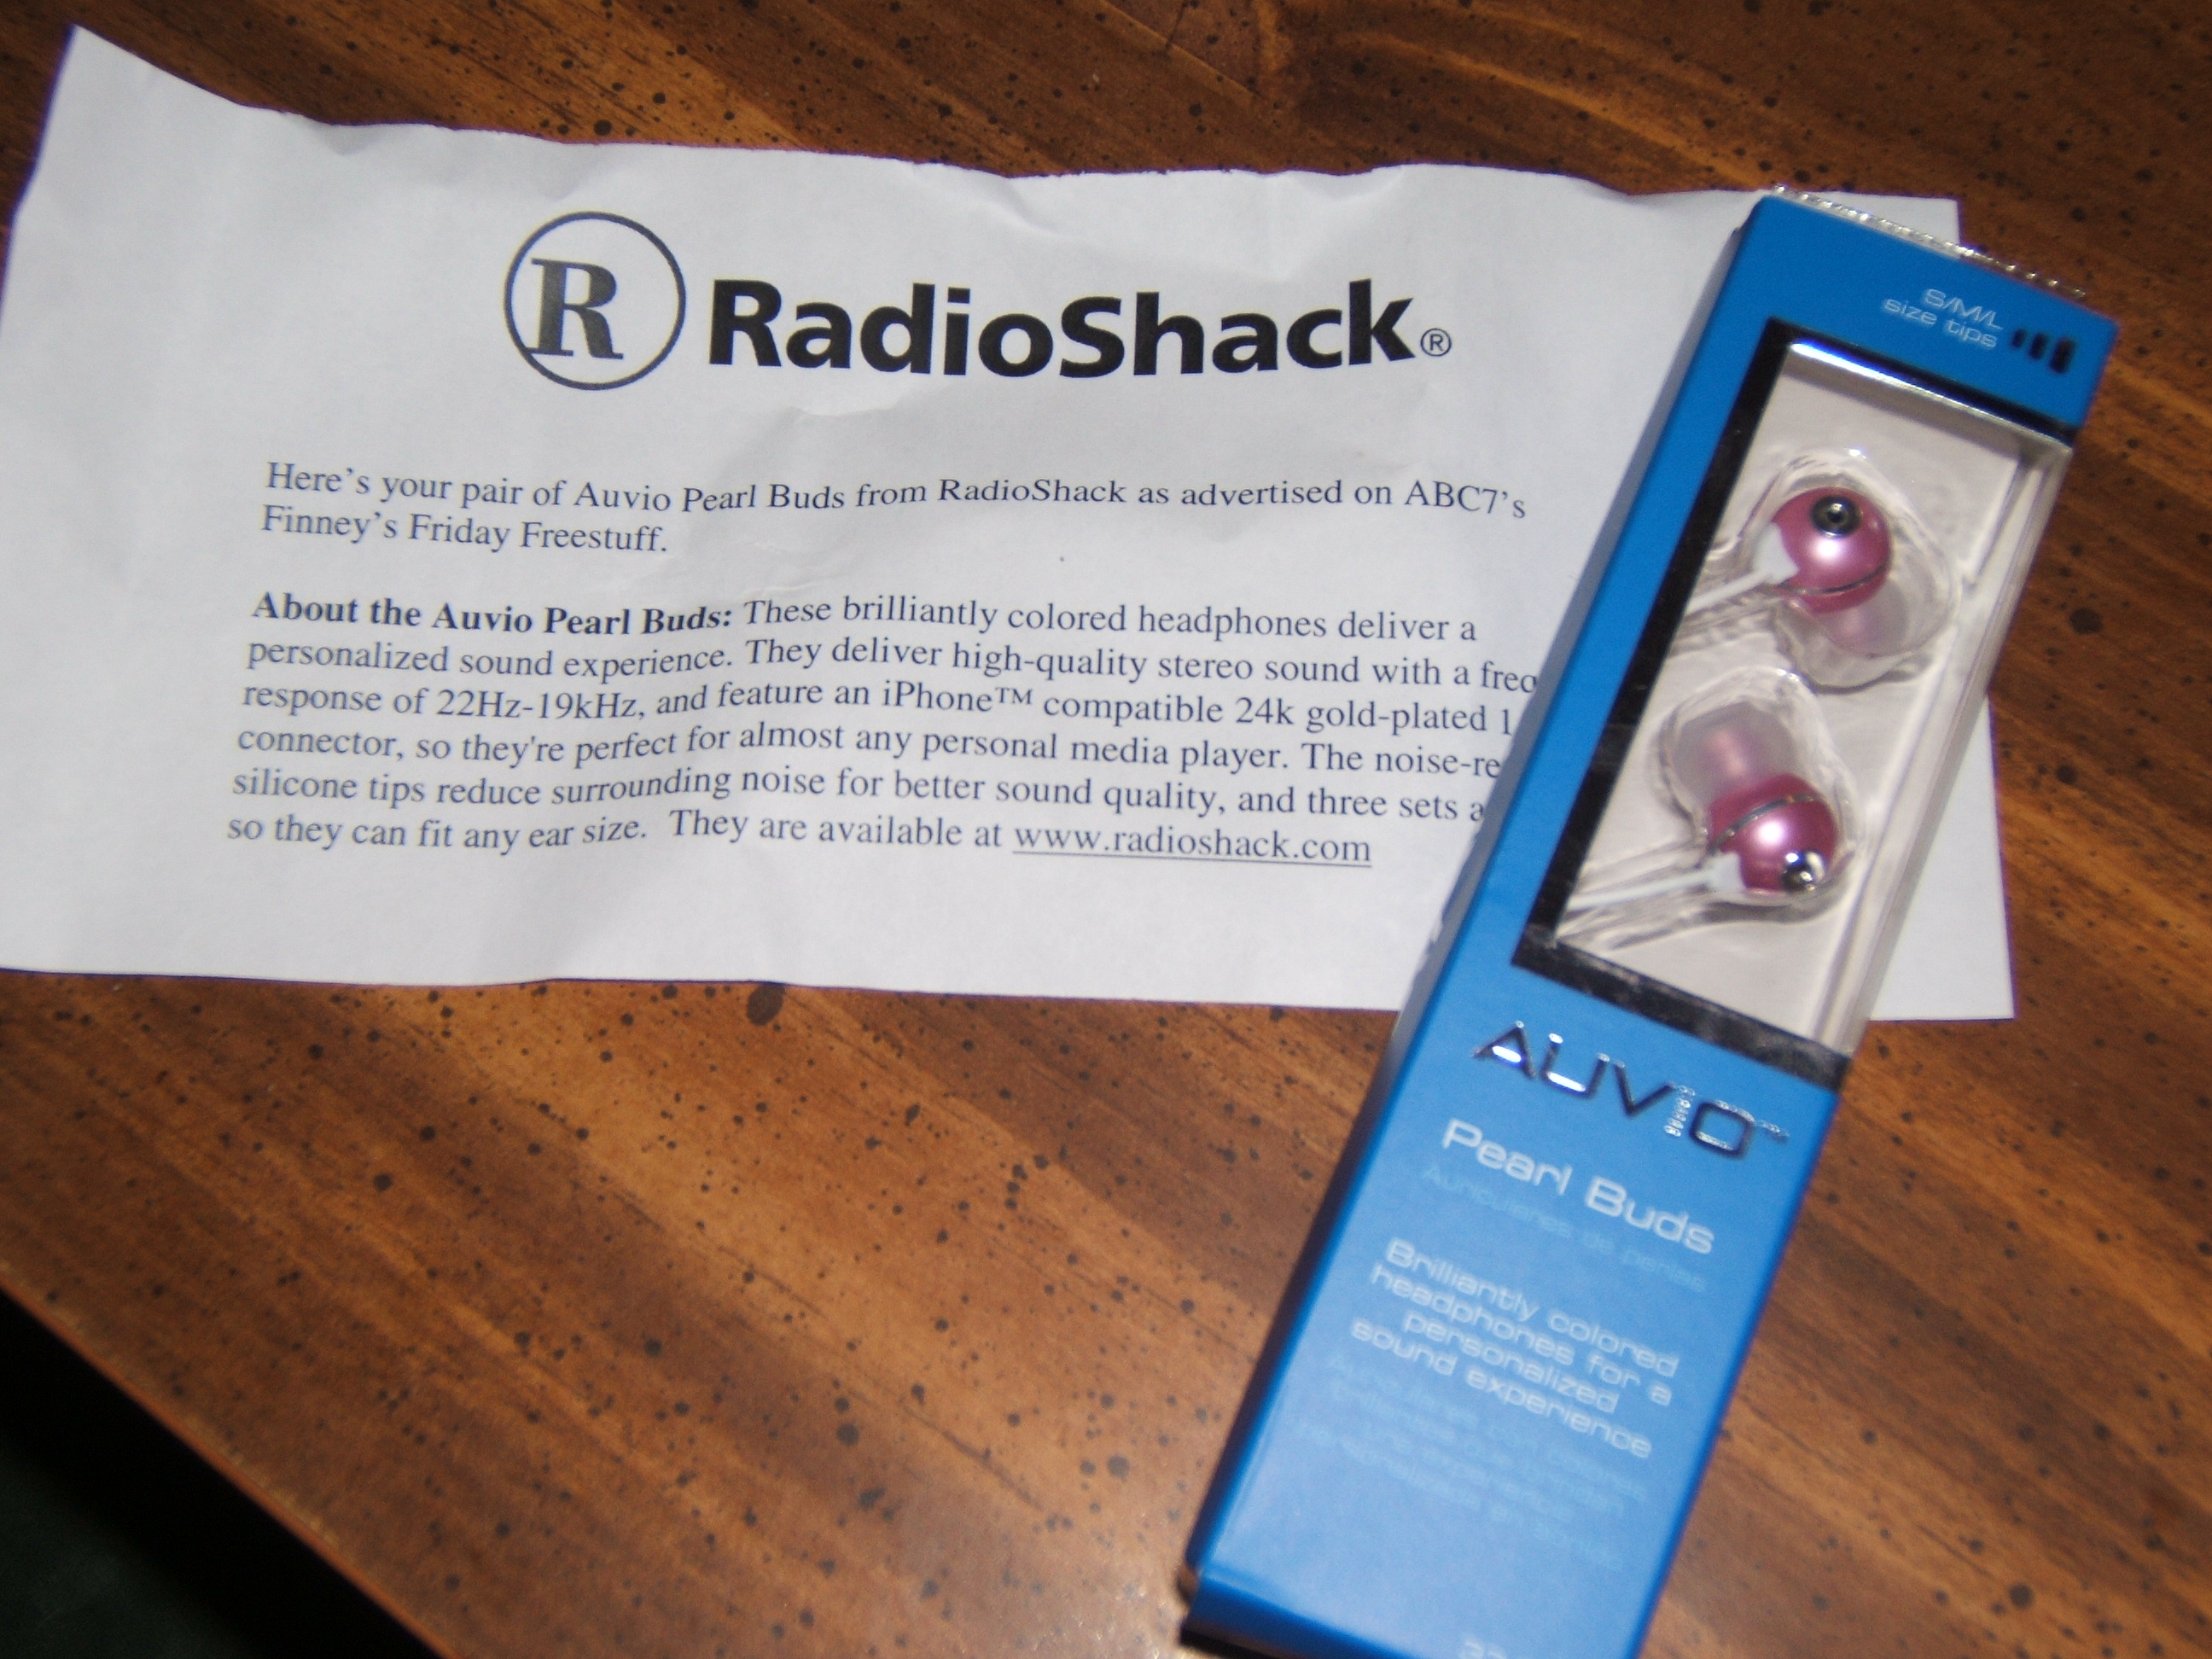 R RadioShack®
Here's your pair of Auvio Pearl Buds from RadioShack as advertised on ABC7's
Finney's Friday Freestuff.
About the Auvio Pearl Buds: These brilliantly colored headphones deliver a
personalized sound experience. They deliver high-quality stereo sound with a freq
response of 22Hz-19kHz, and feature an iPhone™ compatible 24k gold-plated 1
connector, so they're perfect for almost any personal media player. The noise-re
silicone tips reduce surrounding noise for better sound quality, and three sets a
so they can fit any ear size. They are available at www.radioshack.com
S/M/L
size tips
AUVIO™
Pearl Buds
Auriculares de perlas
Brilliantly colored
headphones for a
personalized
sound experience